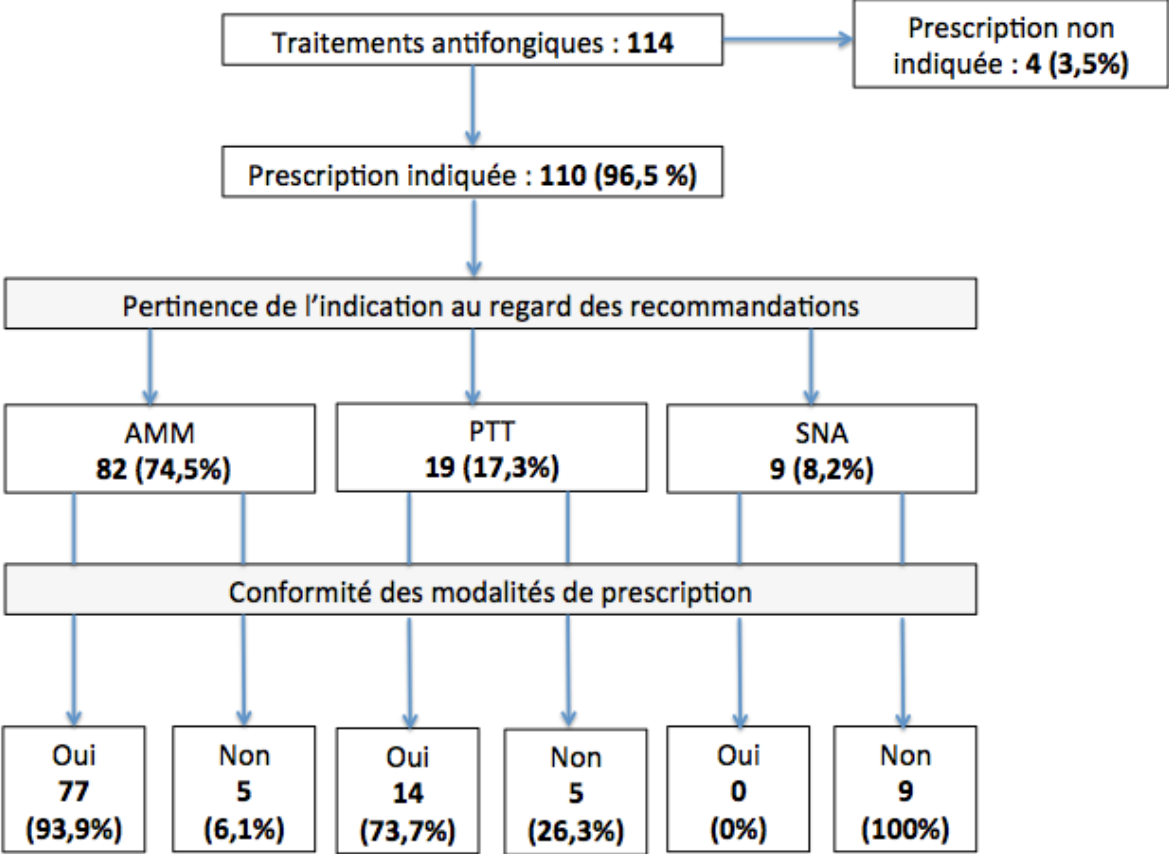 Traitements antifongiques : 114
Prescription non
indiquée : 4 (3,5%)
Prescription indiquée : 110 (96,5 %)
Pertinence de l'indication au regard des recommandations
AMM
82 (74,5%)
PTT
19 (17,3%)
SNA
9 (8,2%)
Conformité des modalités de prescription
Oui
77
(93,9%)
Non
5
(6,1%)
Oui
14
(73,7%)
Non
5
(26,3%)
Oui
0
(0%)
Non
9
(100%)